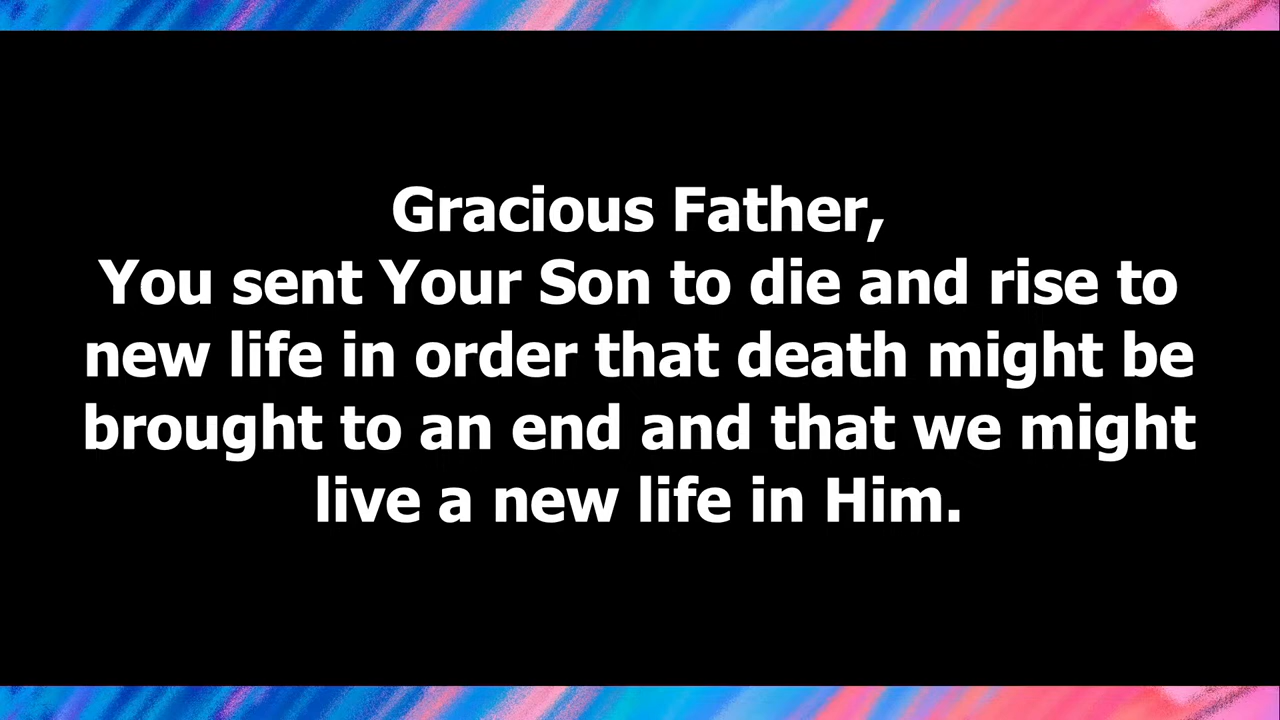 Gracious Father,
You sent Your Son to die and rise to
new life in order that death might be
brought to an end and that we might
live a new life in Him.